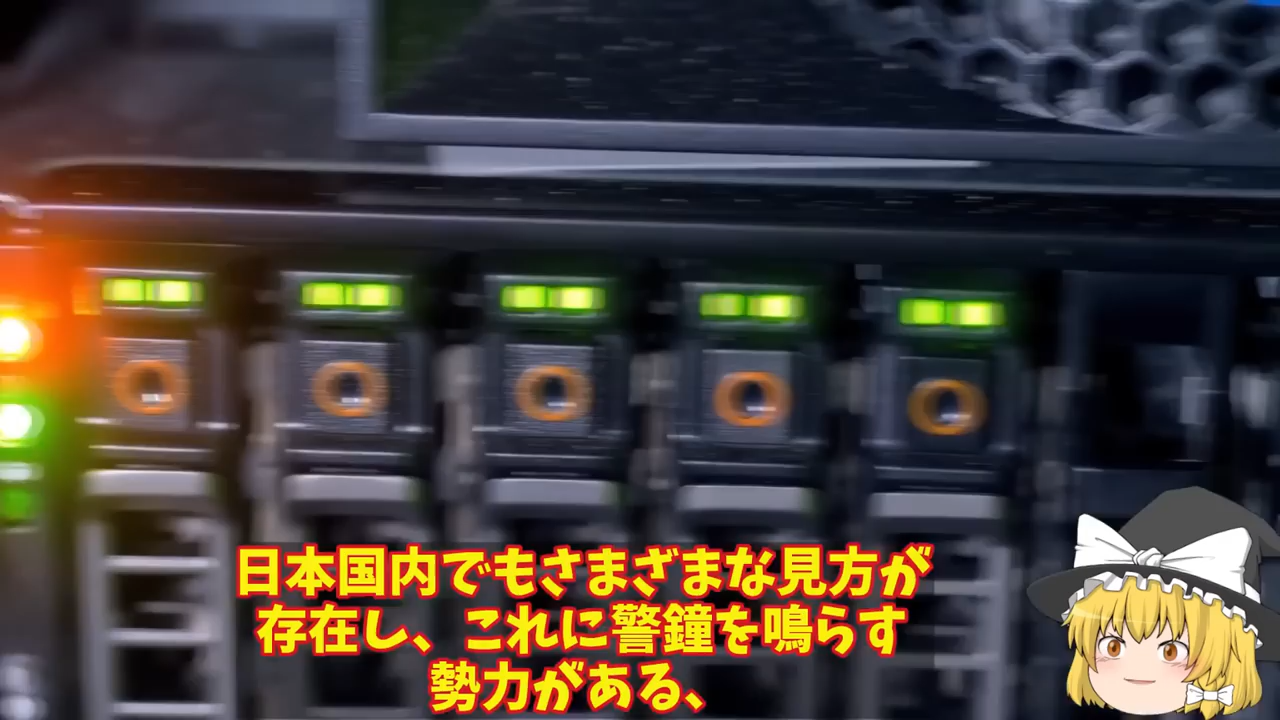 日本国内でもさまざまな見方が
存在し、これに警鐘を鳴らす
勢力がある、